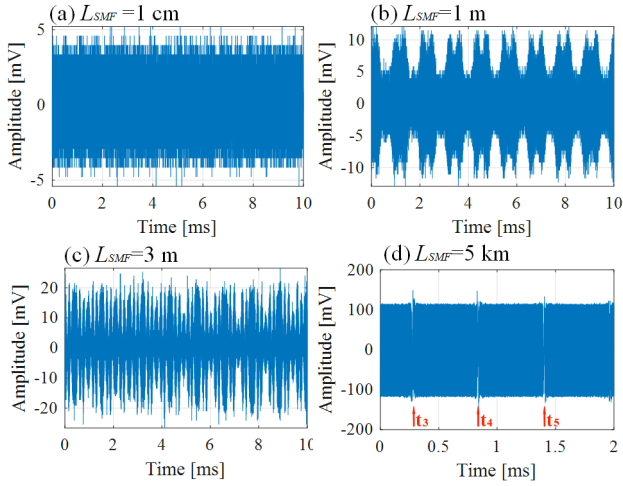 (a) L_SMF=1 cm
5
0
-5
Amplitude [mV]
0 2 4 6 8 10
Time [ms]
(b) L_SMF=1 m
10
5
0
-5
-10
Amplitude [mV]
0 2 4 6 8 10
Time [ms]
(c) L_SMF=3 m
20
10
0
-10
-20
Amplitude [mV]
0 2 4 6 8 10
Time [ms]
(d) L_SMF=5 km
200
100
0
-100
-200
Amplitude [mV]
t3 t4 t5
0 0.5 1 1.5 2
Time [ms]